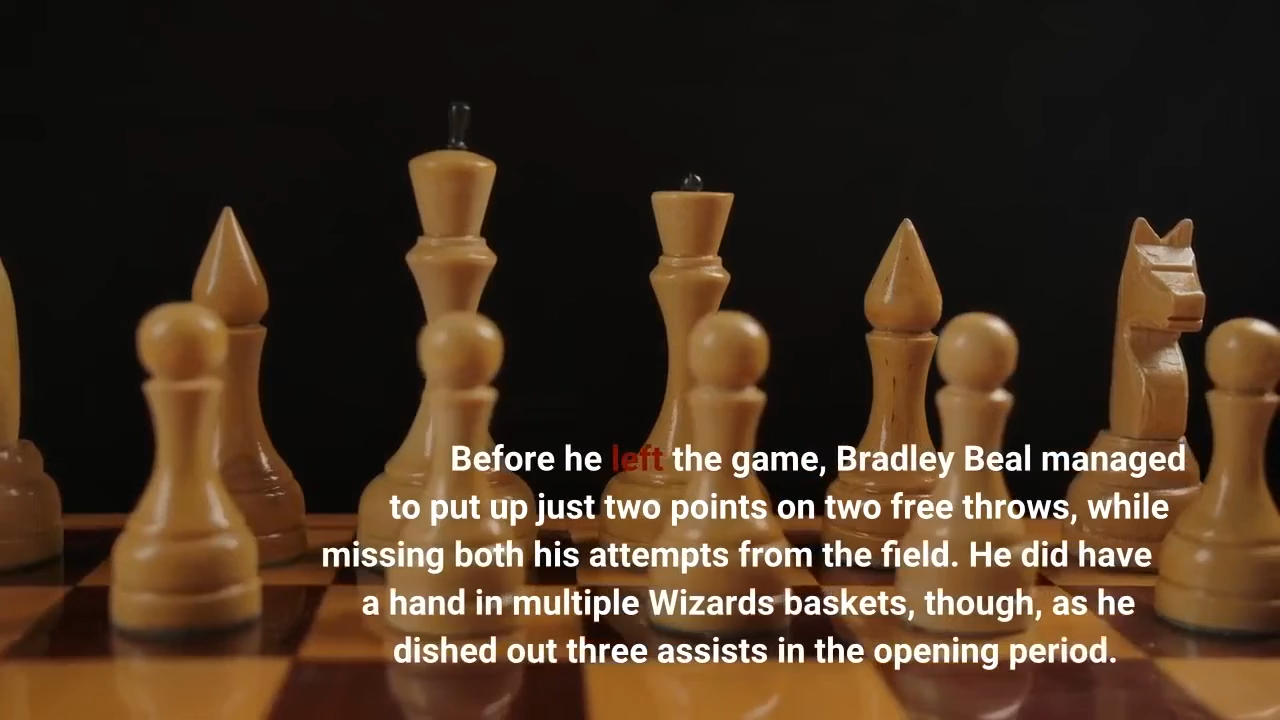 Before he left the game, Bradley Beal managed
to put up just two points on two free throws, while
missing both his attempts from the field. He did have
a hand in multiple Wizards baskets, though, as he
dished out three assists in the opening period.